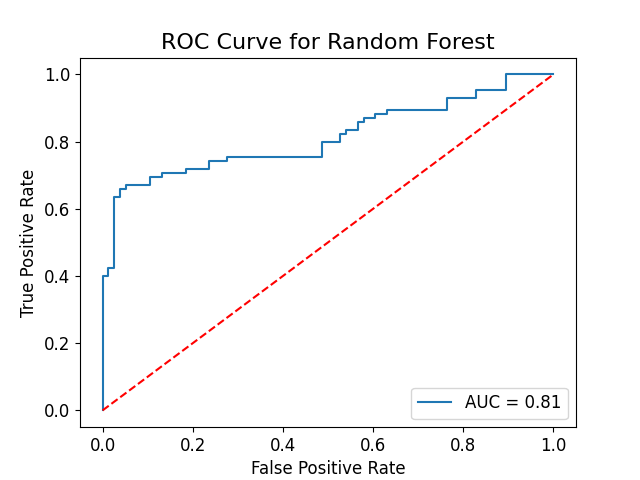 ROC Curve for Random Forest
True Positive Rate
1.0
0.8
0.6
0.4
0.2
0.0
AUC = 0.81
0.0 0.2 0.4 0.6 0.8 1.0
False Positive Rate